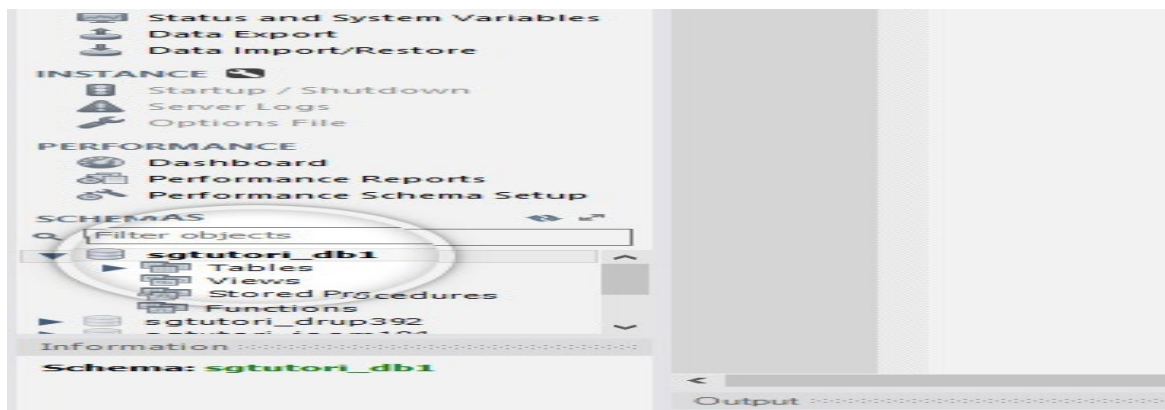 Status and System Variables
Data Export
Data Import/Restore
INSTANCE
Startup / Shutdown
Server Logs
Options File
PERFORMANCE
Dashboard
Performance Reports
Performance Schema Setup
SCHEMAS
Filter objects
sgtutori_db1
Tables
Views
Stored Procedures
Functions
sgtutori_drup392
Information
Schema: sgtutori_db1
Output